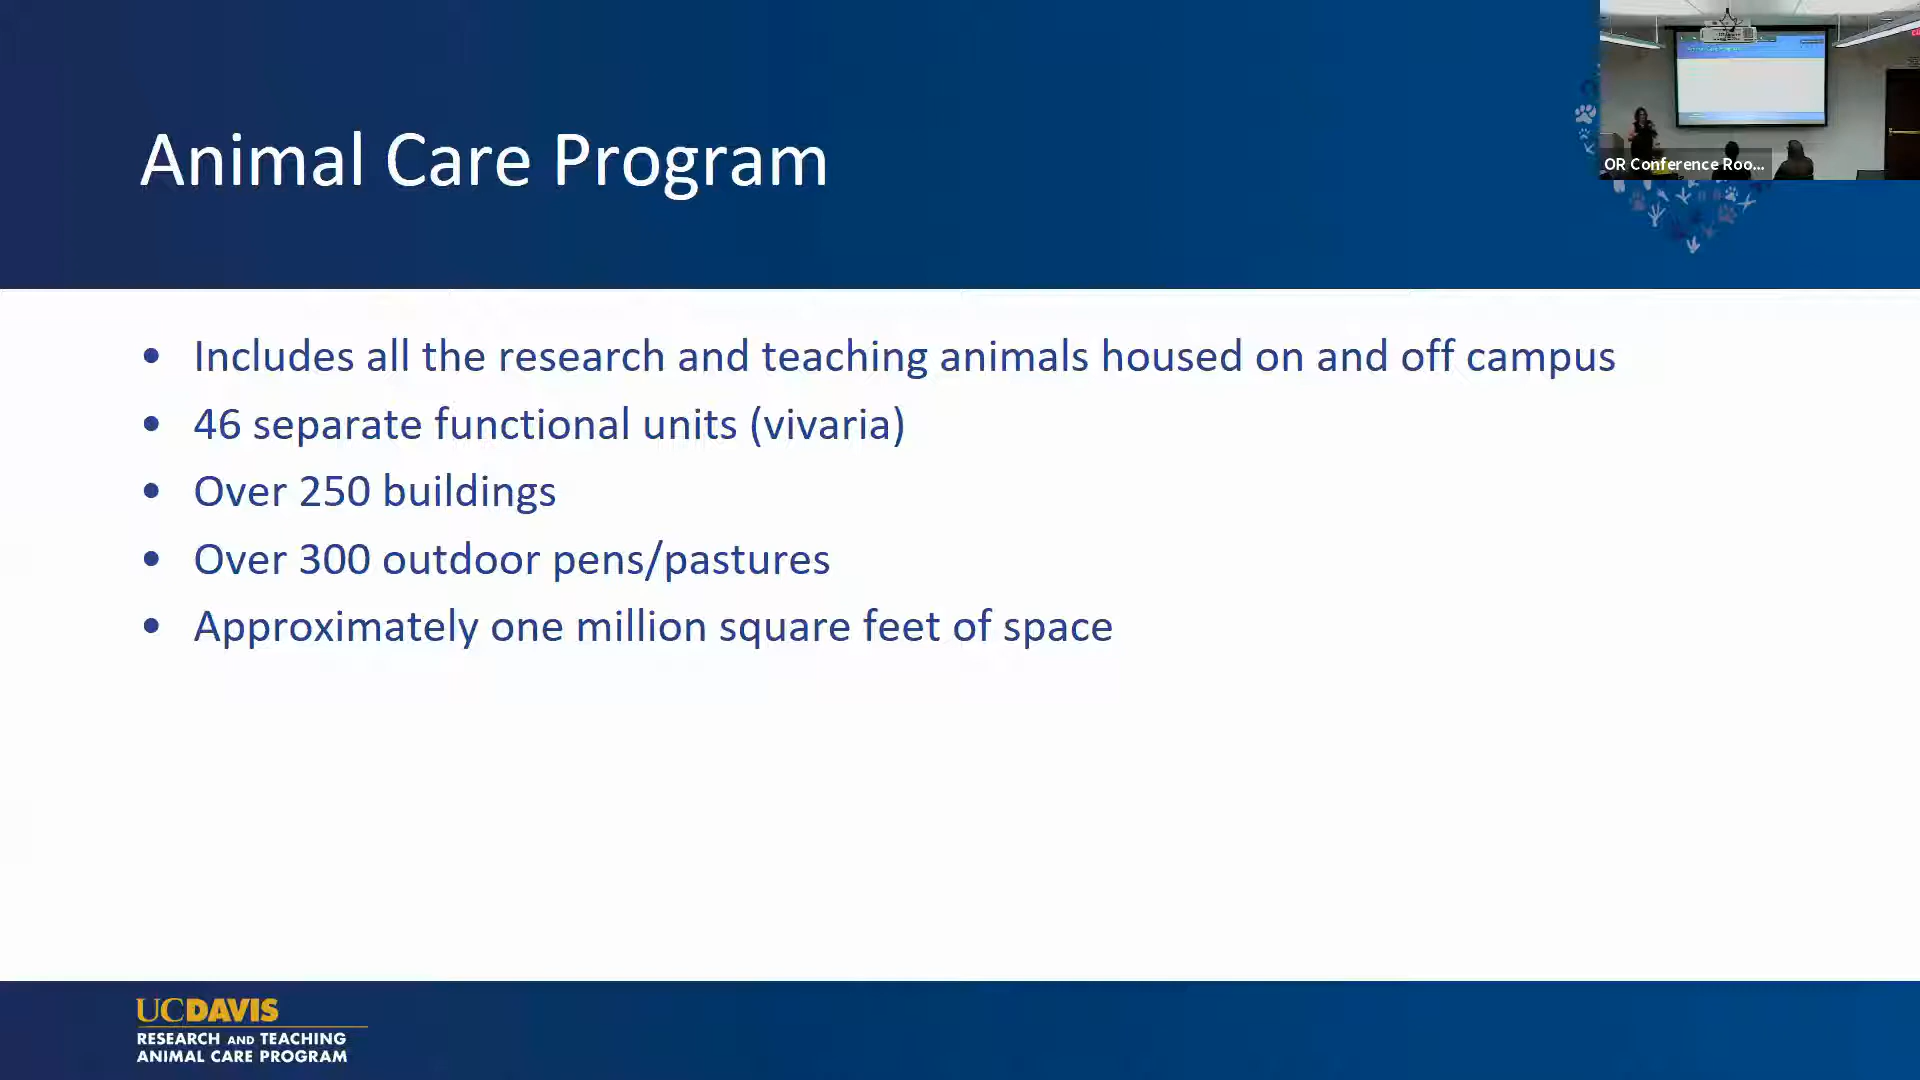 Animal Care Program
OR Conference Roo...
• Includes all the research and teaching animals housed on and off campus
• 46 separate functional units (vivaria)
• Over 250 buildings
• Over 300 outdoor pens/pastures
• Approximately one million square feet of space
UCDAVIS
RESEARCH AND TEACHING
ANIMAL CARE PROGRAM